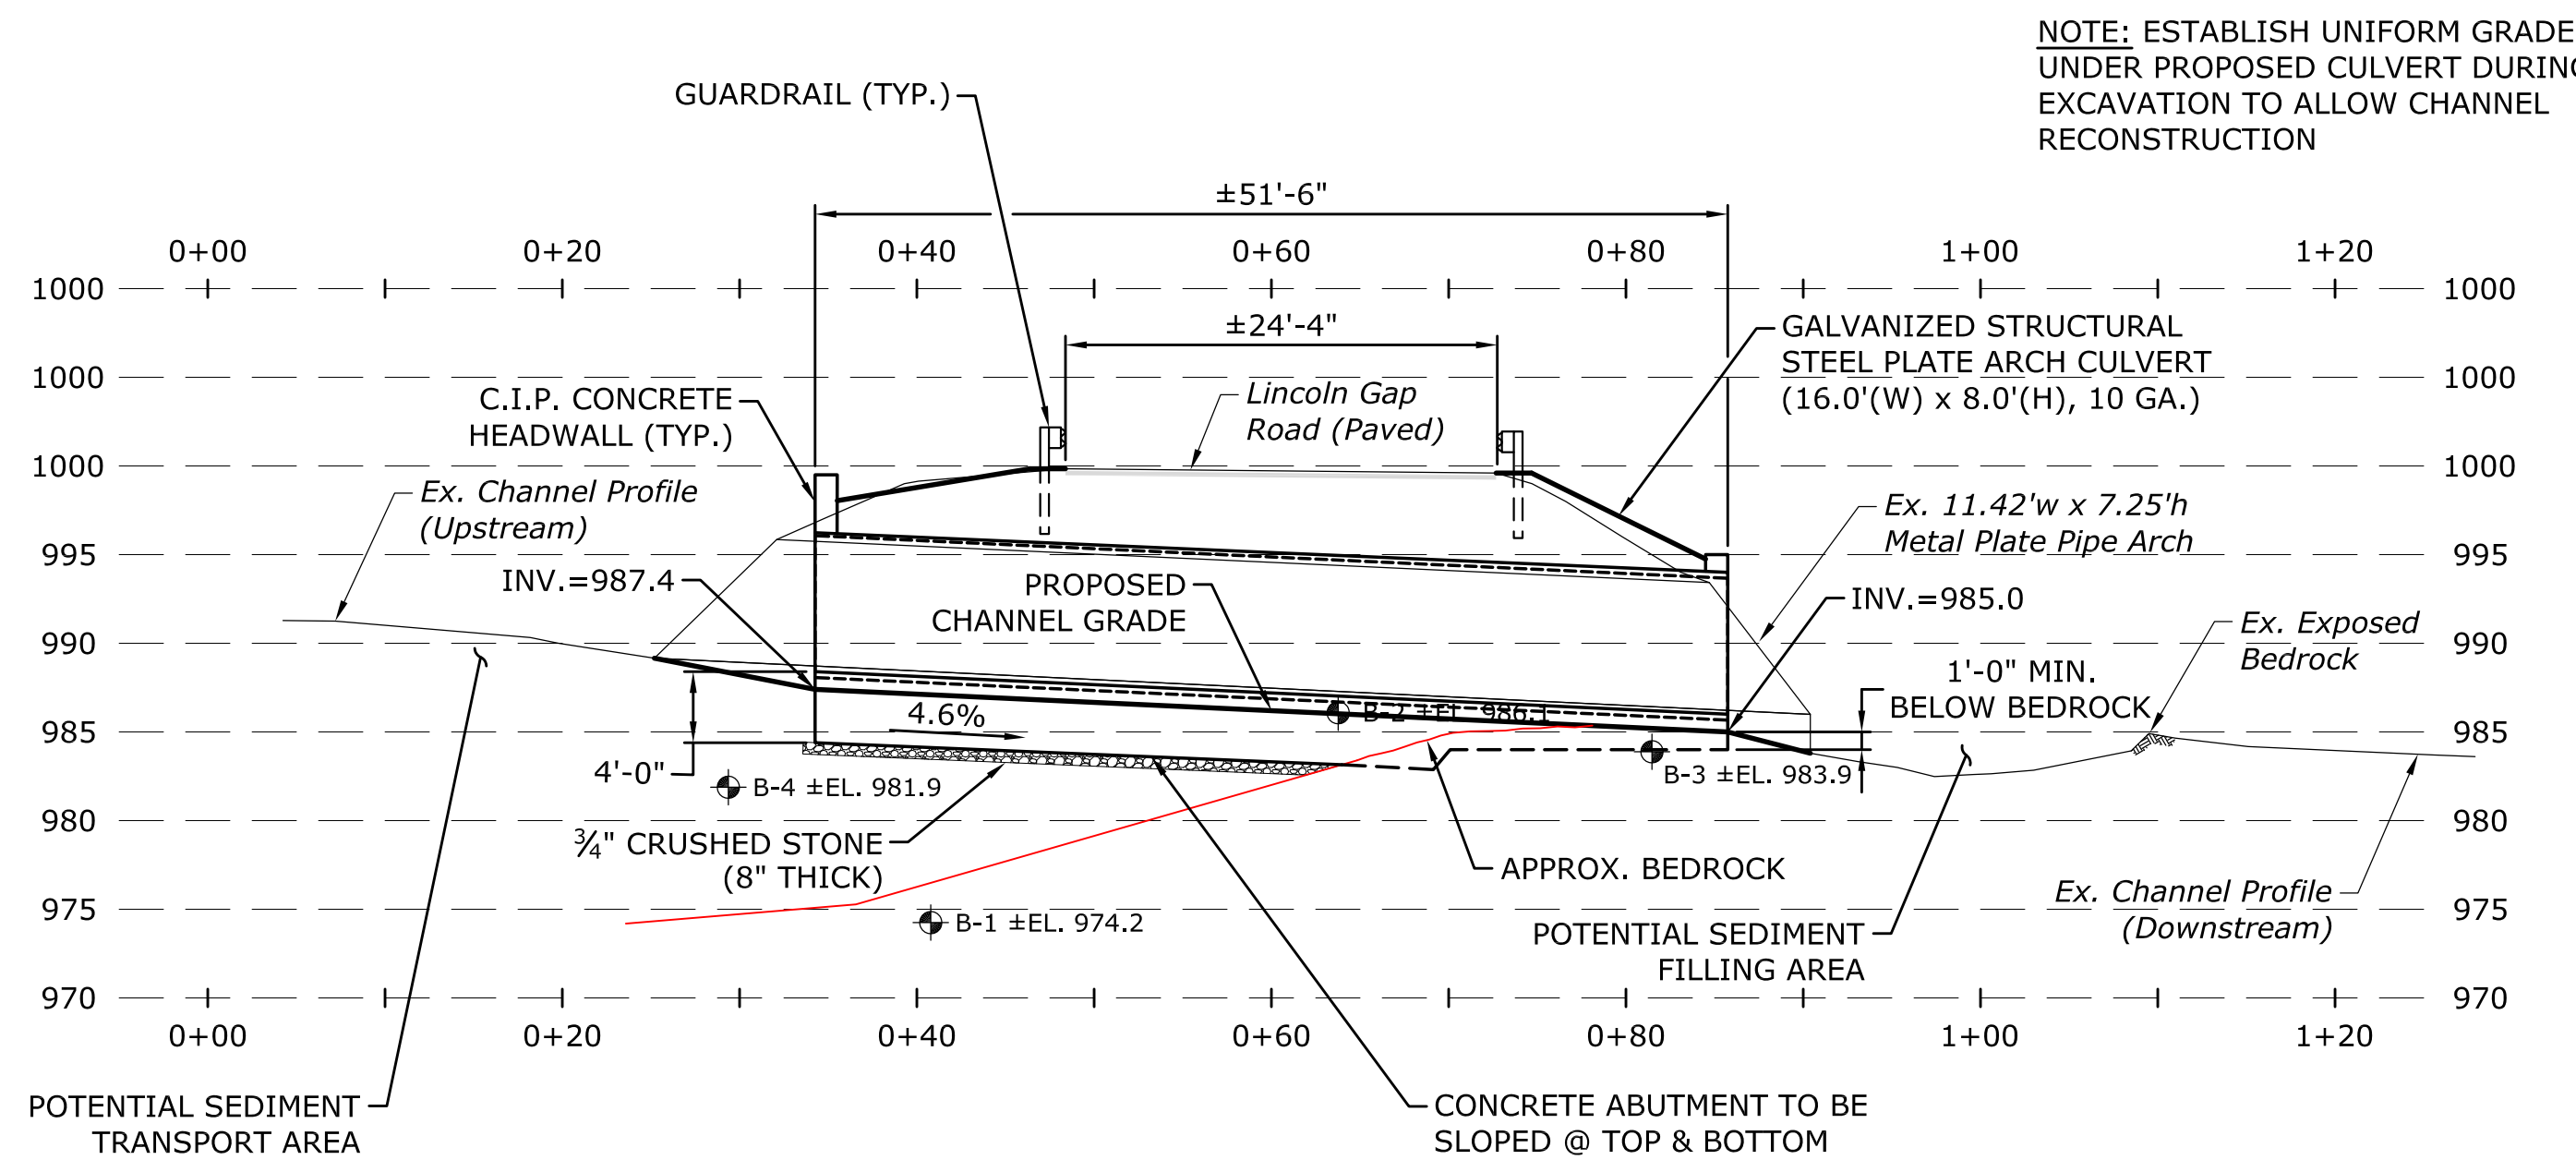 NOTE: ESTABLISH UNIFORM GRADE
UNDER PROPOSED CULVERT DURING
EXCAVATION TO ALLOW CHANNEL
RECONSTRUCTION
GUARDRAIL (TYP.)
±51'-6"
0+00 0+20 0+40 0+60 0+80 1+00 1+20
1000 1000
±24'-4"
GALVANIZED STRUCTURAL
STEEL PLATE ARCH CULVERT
(16.0'(W) x 8.0'(H), 10 GA.)
1000 1000
C.I.P. CONCRETE
HEADWALL (TYP.)
Lincoln Gap
Road (Paved)
1000 1000
Ex. Channel Profile
(Upstream)
Ex. 11.42'w x 7.25'h
Metal Plate Pipe Arch
995 995
INV.=987.4
PROPOSED
CHANNEL GRADE
INV.=985.0
Ex. Exposed
Bedrock
990 990
1'-0" MIN.
BELOW BEDROCK
4.6%
B-2 ±EL. 986.1
985 985
4'-0"
B-4 ±EL. 981.9
B-3 ±EL. 983.9
980 980
¾" CRUSHED STONE
(8" THICK)
APPROX. BEDROCK
Ex. Channel Profile
(Downstream)
975 975
B-1 ±EL. 974.2
POTENTIAL SEDIMENT
FILLING AREA
970 970
0+00 0+20 0+40 0+60 0+80 1+00 1+20
POTENTIAL SEDIMENT
TRANSPORT AREA
CONCRETE ABUTMENT TO BE
SLOPED @ TOP & BOTTOM